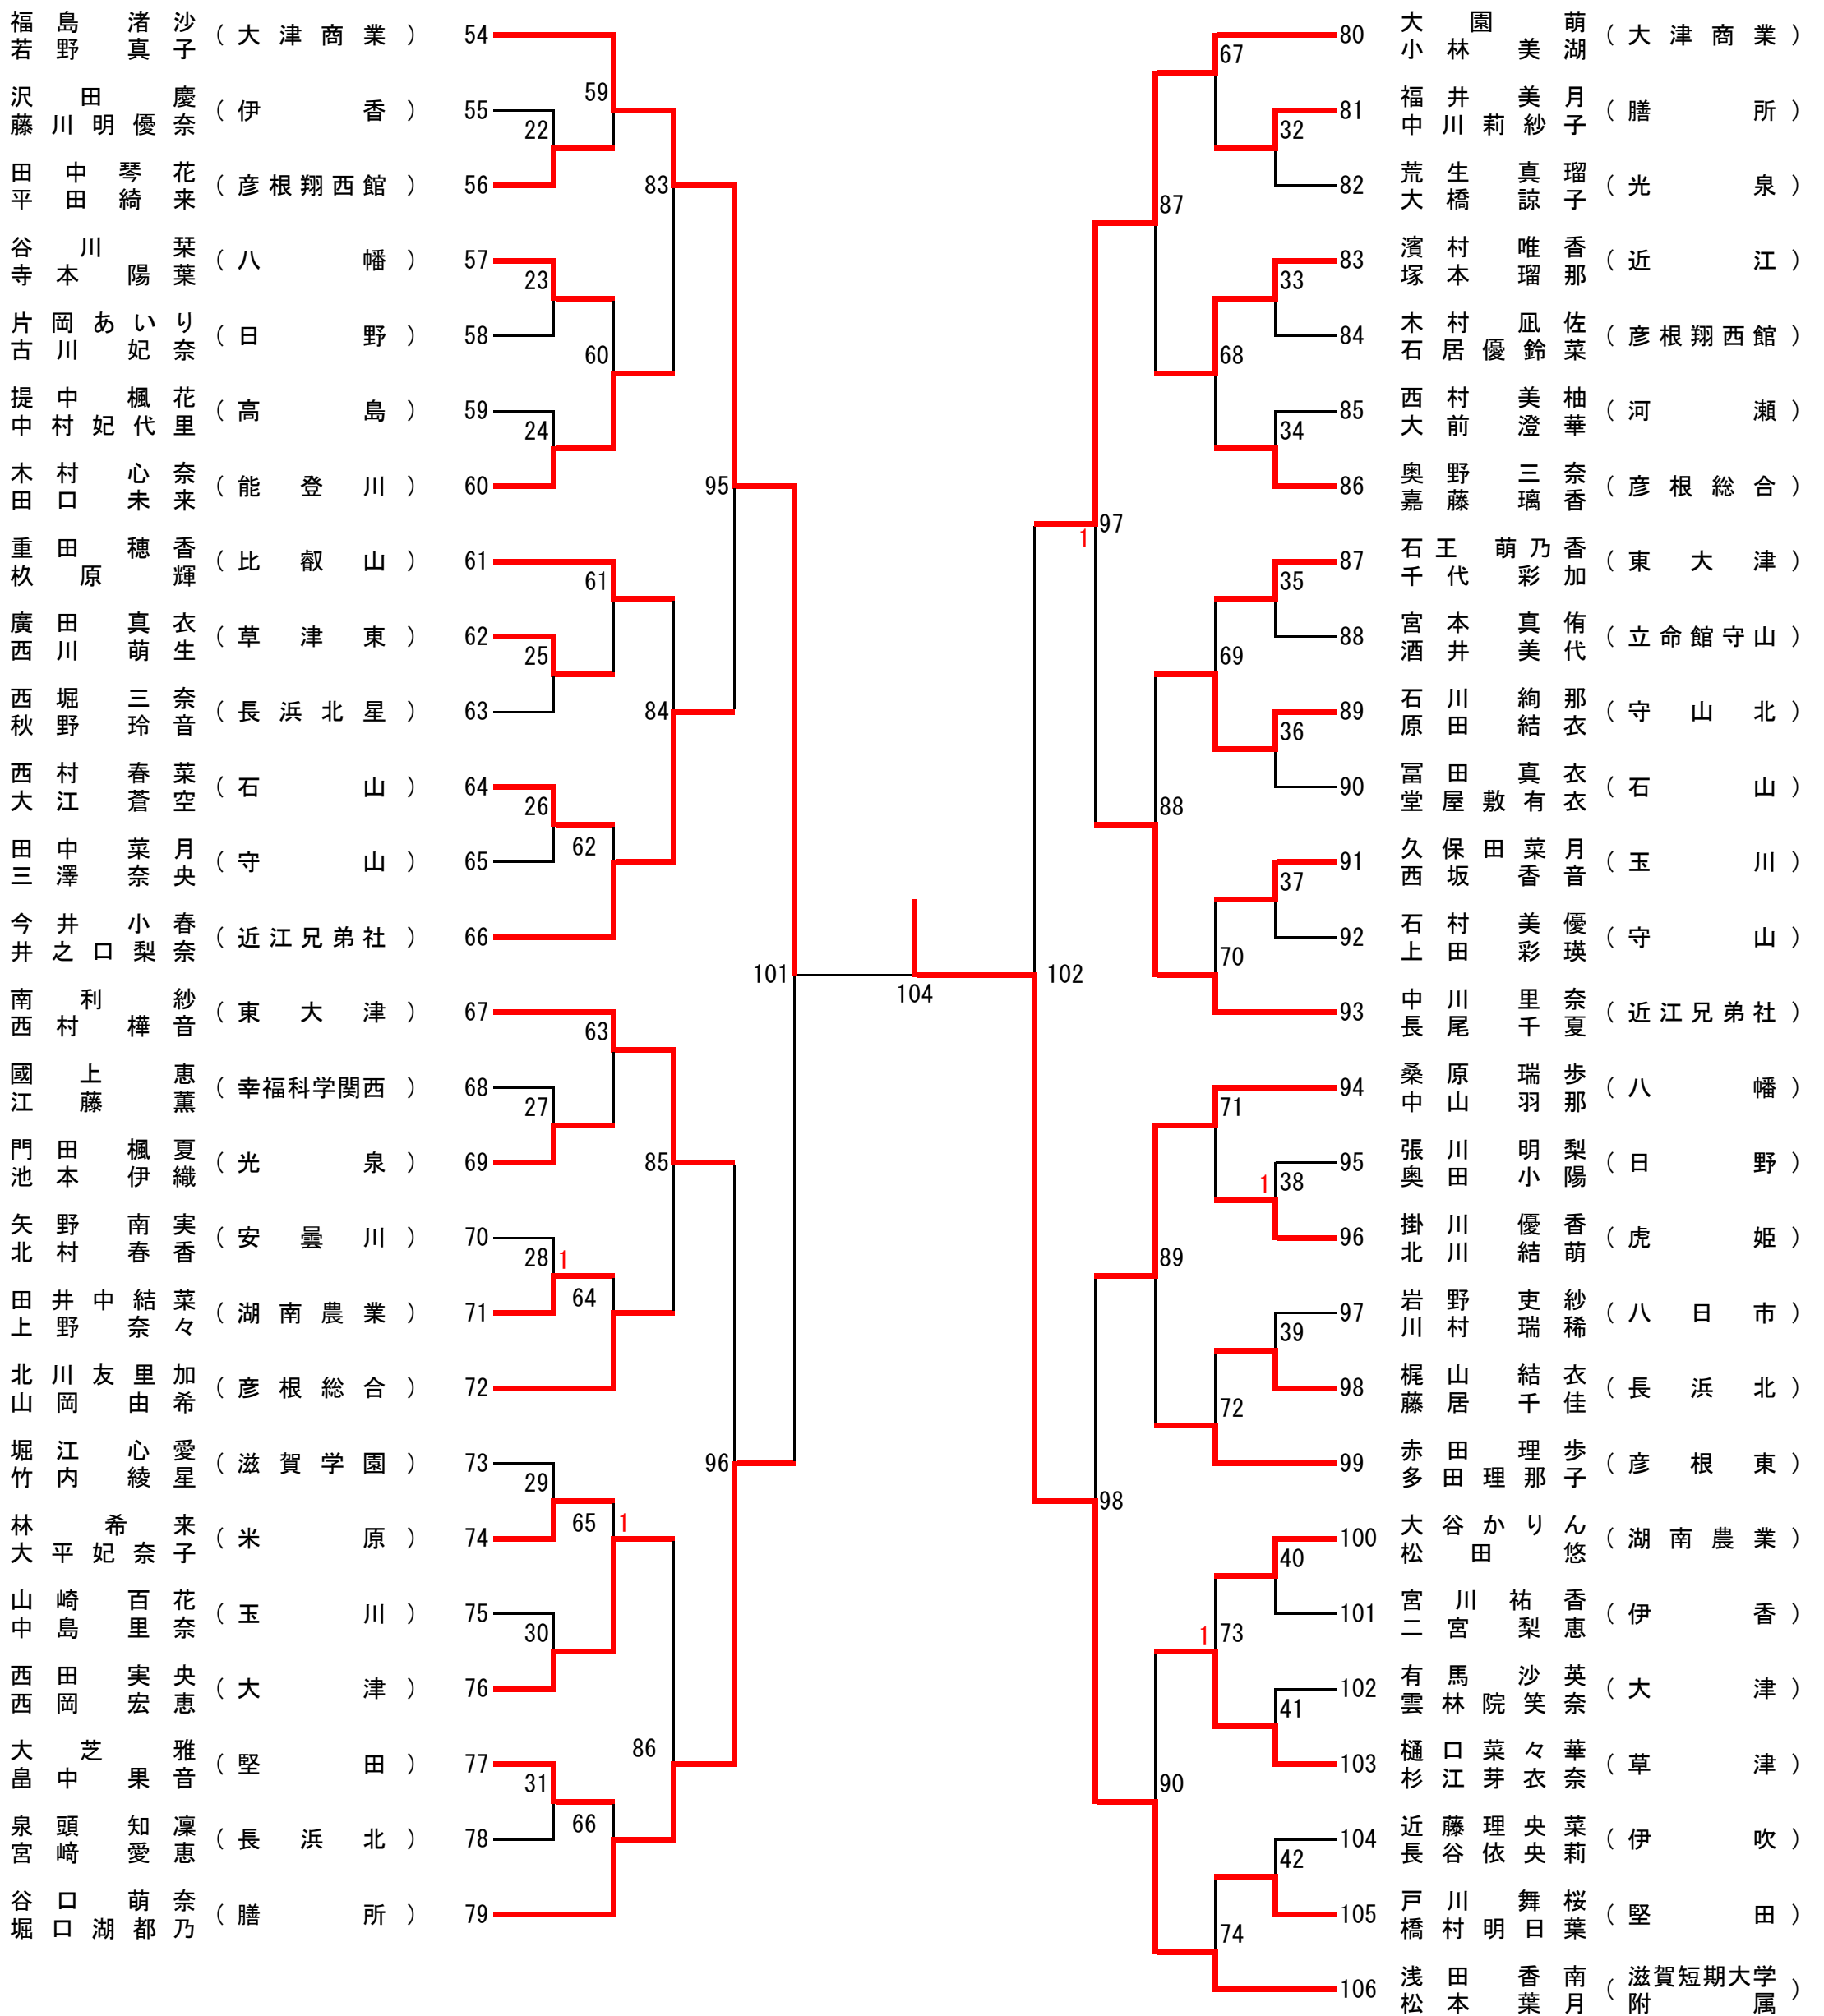 福島渚沙
若野真子
（大津商業） 54
沢田慶
藤川明優奈
（伊香） 55
田中琴花
平田綺来
（彦根翔西館） 56
谷川栞
寺本陽葉
（八幡） 57
片岡あいり
古川妃奈
（日野） 58
提中楓花
中村妃代里
（高島） 59
木村心奈
田口未来
（能登川） 60
重田穂香
杁原輝
（比叡山） 61
廣田真衣
西川萌生
（草津東） 62
西堀三奈
秋野玲音
（長浜北星） 63
西村春菜
大江蒼空
（石山） 64
田中菜月
三澤奈央
（守山） 65
今井小春
井之口梨奈
（近江兄弟社） 66
南利紗
西村樺音
（東大津） 67
國上恵
江藤薫
（幸福科学関西） 68
門田楓夏
池本伊織
（光泉） 69
矢野南実
北村春香
（安曇川） 70
田井中結菜
上野奈々
（湖南農業） 71
北川友里加
山岡由希
（彦根総合） 72
堀江心愛
竹内綾星
（滋賀学園） 73
林希来
大平妃奈子
（米原） 74
山崎百花
中島里奈
（玉川） 75
西田実央
西岡宏恵
（大津） 76
大芝雅
畠中果音
（堅田） 77
泉頭知凜
宮﨑愛恵
（長浜北） 78
谷口萌奈
堀口湖都乃
（膳所） 79
22
23
24
25
26
27
28
1
29
30
31
59
60
61
62
63
64
65
1
66
83
84
85
86
95
96
101
104
102
97
1
98
87
88
89
90
67
68
69
70
71
72
73
1
74
32
33
34
35
36
37
38
1
39
40
41
42
80 大園萌
小林美湖
（大津商業）
81 福井美月
中川莉紗子
（膳所）
82 荒生真瑠
大橋諒子
（光泉）
83 濱村唯香
塚本瑠那
（近江）
84 木村凪佐
石居優鈴菜
（彦根翔西館）
85 西村美柚
大前澄華
（河瀬）
86 奥野三奈
嘉藤璃香
（彦根総合）
87 石王萌乃香
千代彩加
（東大津）
88 宮本真侑
酒井美代
（立命館守山）
89 石川絢那
原田結衣
（守山北）
90 冨田真衣
堂屋敷有衣
（石山）
91 久保田菜月
西坂香音
（玉川）
92 石村美優
上田彩瑛
（守山）
93 中川里奈
長尾千夏
（近江兄弟社）
94 桑原瑞歩
中山羽那
（八幡）
95 張川明梨
奥田小陽
（日野）
96 掛川優香
北川結萌
（虎姫）
97 岩野吏紗
川村瑞稀
（八日市）
98 梶山結衣
藤居千佳
（長浜北）
99 赤田理歩
多田理那子
（彦根東）
100 大谷かりん
松田悠
（湖南農業）
101 宮川祐香
二宮梨恵
（伊香）
102 有馬沙英
雲林院笑奈
（大津）
103 樋口菜々華
杉江芽衣奈
（草津）
104 近藤理央菜
長谷依央莉
（伊吹）
105 戸川舞桜
橋村明日葉
（堅田）
106 浅田香南
松本葉月
（滋賀短期大学
附属）